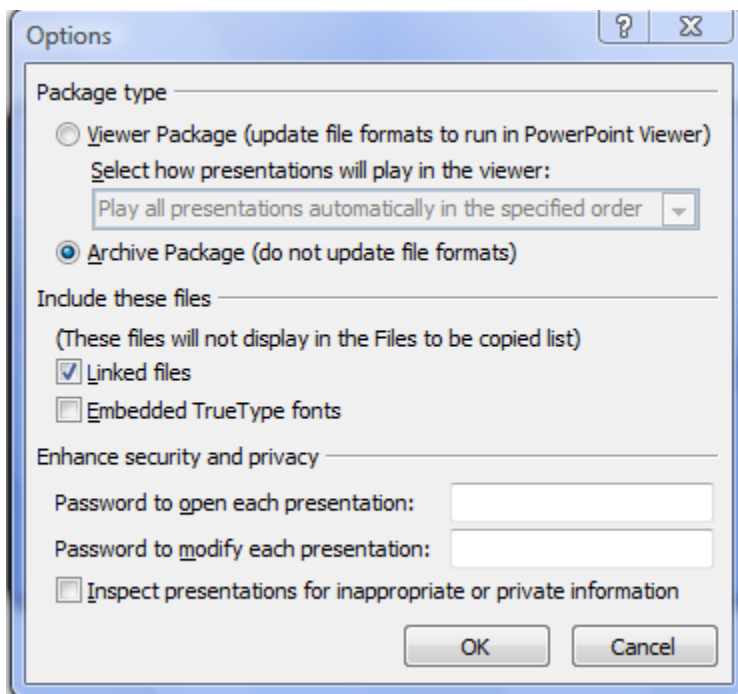 Options
Package type
Viewer Package (update file formats to run in PowerPoint Viewer)
Select how presentations will play in the viewer:
Play all presentations automatically in the specified order
Archive Package (do not update file formats)
Include these files
(These files will not display in the Files to be copied list)
Linked files
Embedded TrueType fonts
Enhance security and privacy
Password to open each presentation:
Password to modify each presentation:
Inspect presentations for inappropriate or private information
OK Cancel